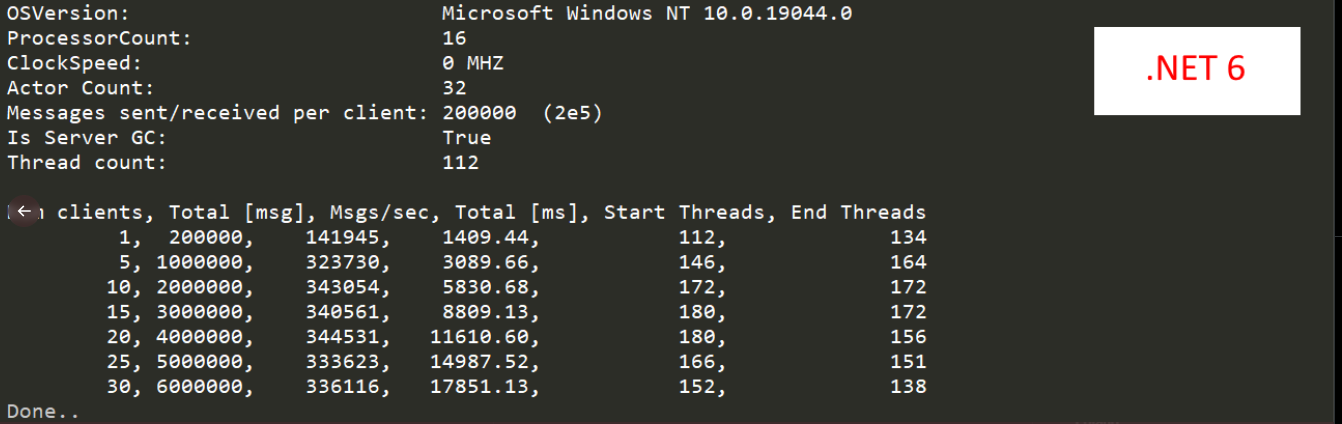 OSVersion: Microsoft Windows NT 10.0.19044.0
ProcessorCount: 16
ClockSpeed: 0 MHZ
Actor Count: 32
Messages sent/received per client: 200000 (2e5)
Is Server GC: True
Thread count: 112
.NET 6
clients, Total [msg], Msgs/sec, Total [ms], Start Threads, End Threads
1, 200000, 141945, 1409.44, 112, 134
5, 1000000, 323730, 3089.66, 146, 164
10, 2000000, 343054, 5830.68, 172, 172
15, 3000000, 340561, 8809.13, 180, 172
20, 4000000, 344531, 11610.60, 180, 156
25, 5000000, 333623, 14987.52, 166, 151
30, 6000000, 336116, 17851.13, 152, 138
Done..